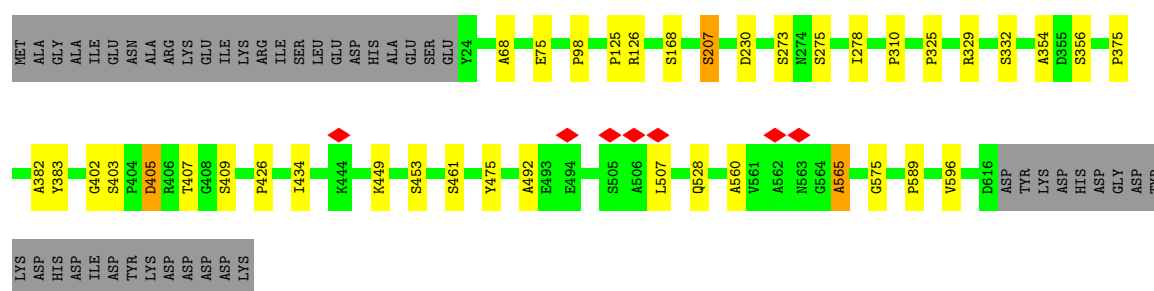 MET ALA GLY ALA ALA ILE GLU ASN ALA ARG LYS GLU ILE LYS ARG ILE SER LEU GLU ASP HIS ALA GLU SER GLU Y24 A68 E75 P98 P125 R126 S168 S207 D230 S273 N274 S275 I278 P310 P325 R329 S332 A354 D355 S356 P375
A382 Y383 G402 S403 P404 D405 R406 T407 G408 S409 P426 I434 K444 K449 S453 S461 Y475 A492 E493 E494 S505 A506 L507 Q528 A560 V561 A562 N563 G564 A565 G575 P589 V596 D616 ASP TYR LYS ASP HIS ASP GLY ASP TYR
LYS ASP HIS ASP ILE ASP TYR LYS ASP ASP ASP ASP LYS